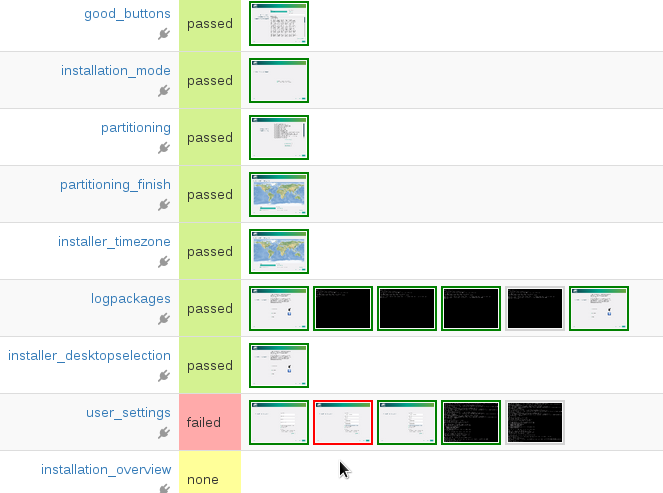 good_buttons
passed
installation_mode
passed
partitioning
passed
partitioning_finish
passed
installer_timezone
passed
logpackages
passed
installer_desktopselection
passed
user_settings
failed
installation_overview
none